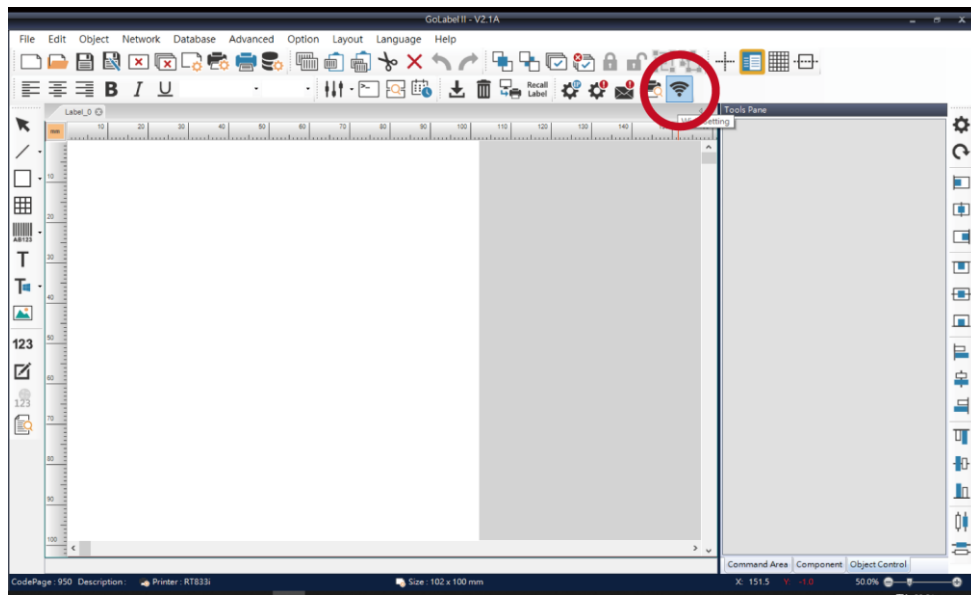 GoLabel II - V2.1A
File Edit Object Network Database Advanced Option Layout Language Help
B I U
Recall
Label
Label_0
Tools Pane
mm 10 20 30 40 50 60 70 80 90 100 110 120 130 140
10
20
AB123
T
30
T
40
123
50
60
123
70
80
90
100
Command Area Component Object Control
CodePage : 950 Description : Printer : RT833i Size : 102 x 100 mm X: 151.5 Y: -1.0 50.0%